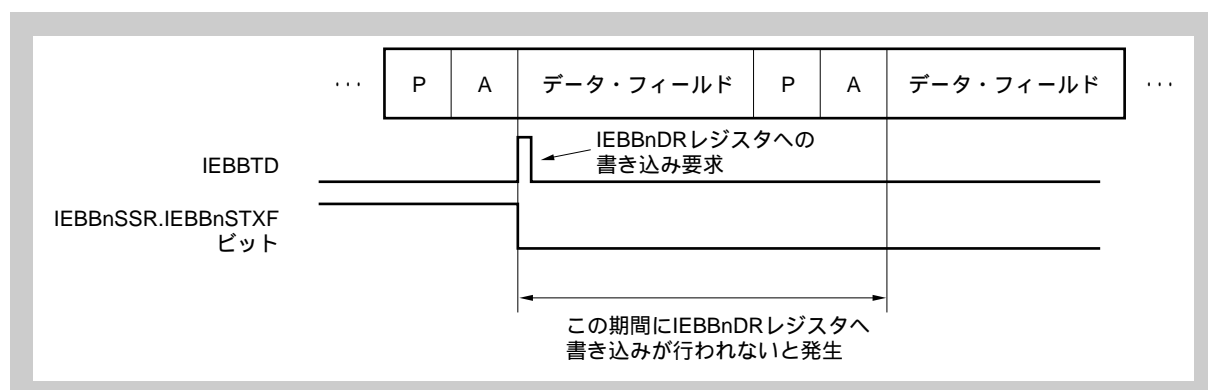 ･･･ P A データ・フィールド P A データ・フィールド ･･･
IEBBTD
IEBBnDRレジスタへの
書き込み要求
IEBBnSSR.IEBBnSTXF
ビット
この期間にIEBBnDRレジスタへ
書き込みが行われないと発生